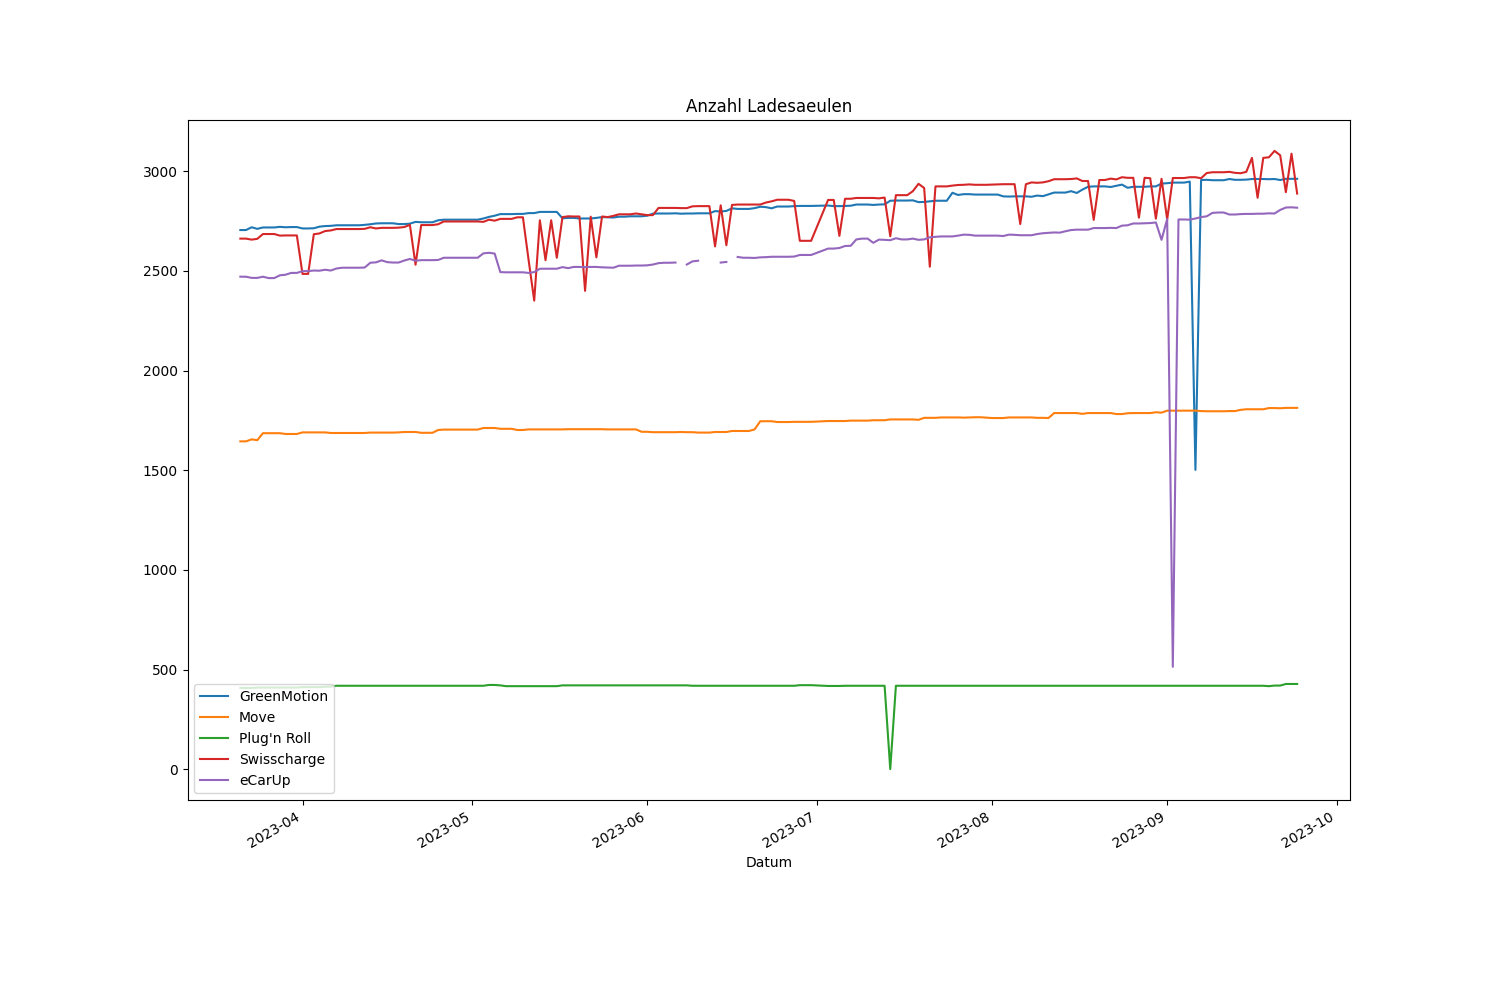 Anzahl Ladesaeulen
3000
2500
2000
1500
1000
500
0
GreenMotion
Move
Plug'n Roll
Swisscharge
eCarUp
2023-04
2023-05
2023-06
2023-07
2023-08
2023-09
2023-10
Datum